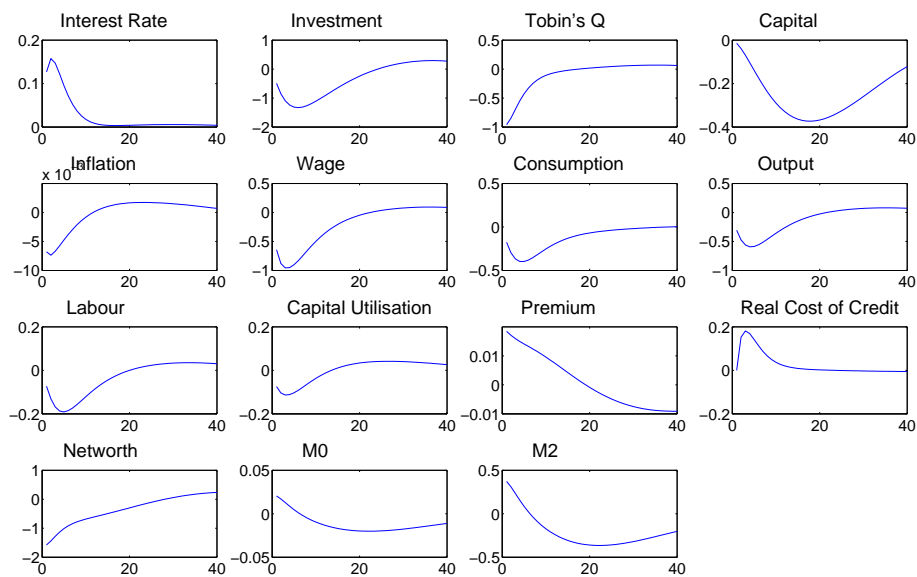 Interest Rate Investment Tobin's Q Capital
0.2 1 0.5 0
0 0
0.1 −0.2
−1 −0.5
0 −2 −1 −0.4
0 20 40 0 20 40 0 20 40 0 20 40
Inflation Wage Consumption Output
x 10
0.5 0.5 0.5
0 0 0 0
−5 −0.5 −0.5
−10 −1 −0.5 −1
0 20 40 0 20 40 0 20 40 0 20 40
Labour Capital Utilisation Premium Real Cost of Credit
0.2 0.2 0.2
0.01
0 0 0 0
−0.2 −0.2 −0.01 −0.2
0 20 40 0 20 40 0 20 40 0 20 40
Networth M0 M2
1 0.05 0.5
0 0 0
−1
−2 −0.05 −0.5
0 20 40 0 20 40 0 20 40